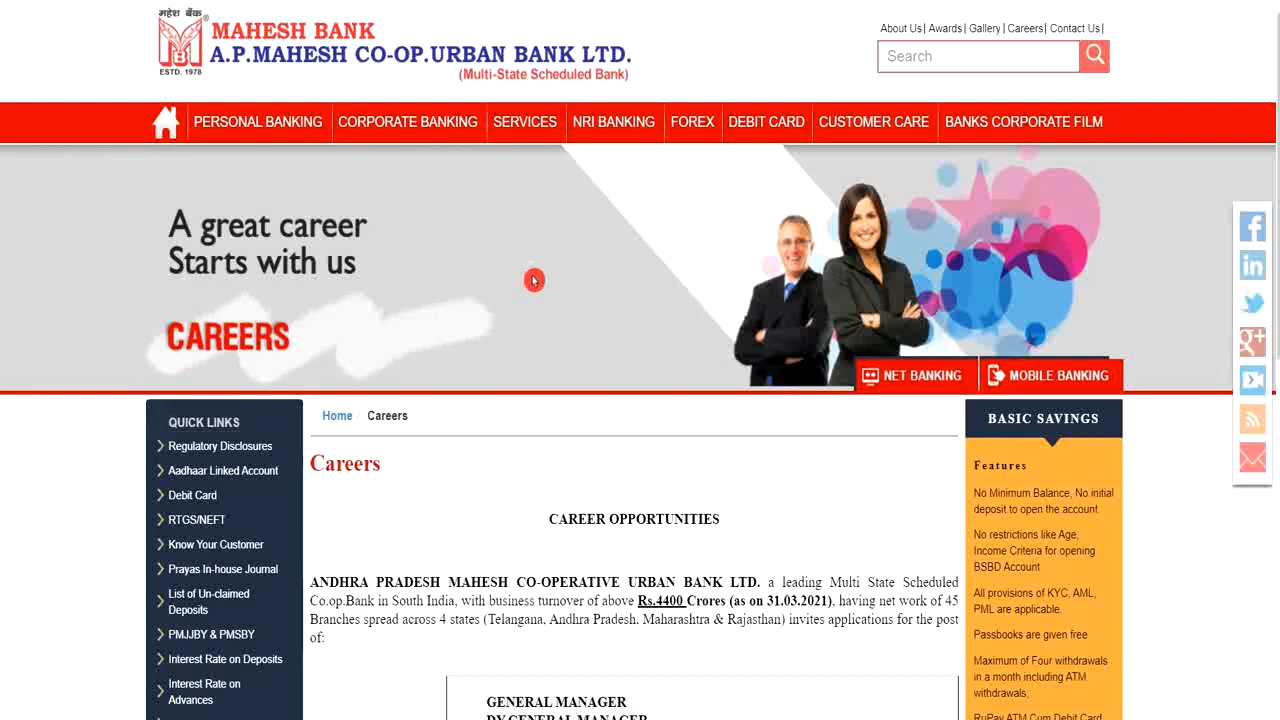 महेश बैंक
®
MAHESH BANK
A.P.MAHESH CO-OP.URBAN BANK LTD.
(Multi-State Scheduled Bank)
ESTD. 1978
About Us| Awards| Gallery| Careers| Contact Us|
Search
PERSONAL BANKING CORPORATE BANKING SERVICES NRI BANKING FOREX DEBIT CARD CUSTOMER CARE BANKS CORPORATE FILM
A great career
Starts with us
CAREERS
NET BANKING MOBILE BANKING
QUICK LINKS
Regulatory Disclosures
Aadhaar Linked Account
Debit Card
RTGS/NEFT
Know Your Customer
Prayas In-house Journal
List of Un-claimed
Deposits
PMJJBY & PMSBY
Interest Rate on Deposits
Interest Rate on
Advances
Home Careers
Careers
CAREER OPPORTUNITIES
ANDHRA PRADESH MAHESH CO-OPERATIVE URBAN BANK LTD. a leading Multi State Scheduled
Co.op.Bank in South India, with business turnover of above Rs.4400 Crores (as on 31.03.2021), having net work of 45
Branches spread across 4 states (Telangana, Andhra Pradesh, Maharashtra & Rajasthan) invites applications for the post
of:
GENERAL MANAGER
DY.GENERAL MANAGER
BASIC SAVINGS
Features
No Minimum Balance, No initial
deposit to open the account.
No restrictions like Age,
Income Criteria for opening
BSBD Account
All provisions of KYC, AML,
PML are applicable.
Passbooks are given free
Maximum of Four withdrawals
in a month including ATM
withdrawals;
RuPay ATM Cum Debit Card